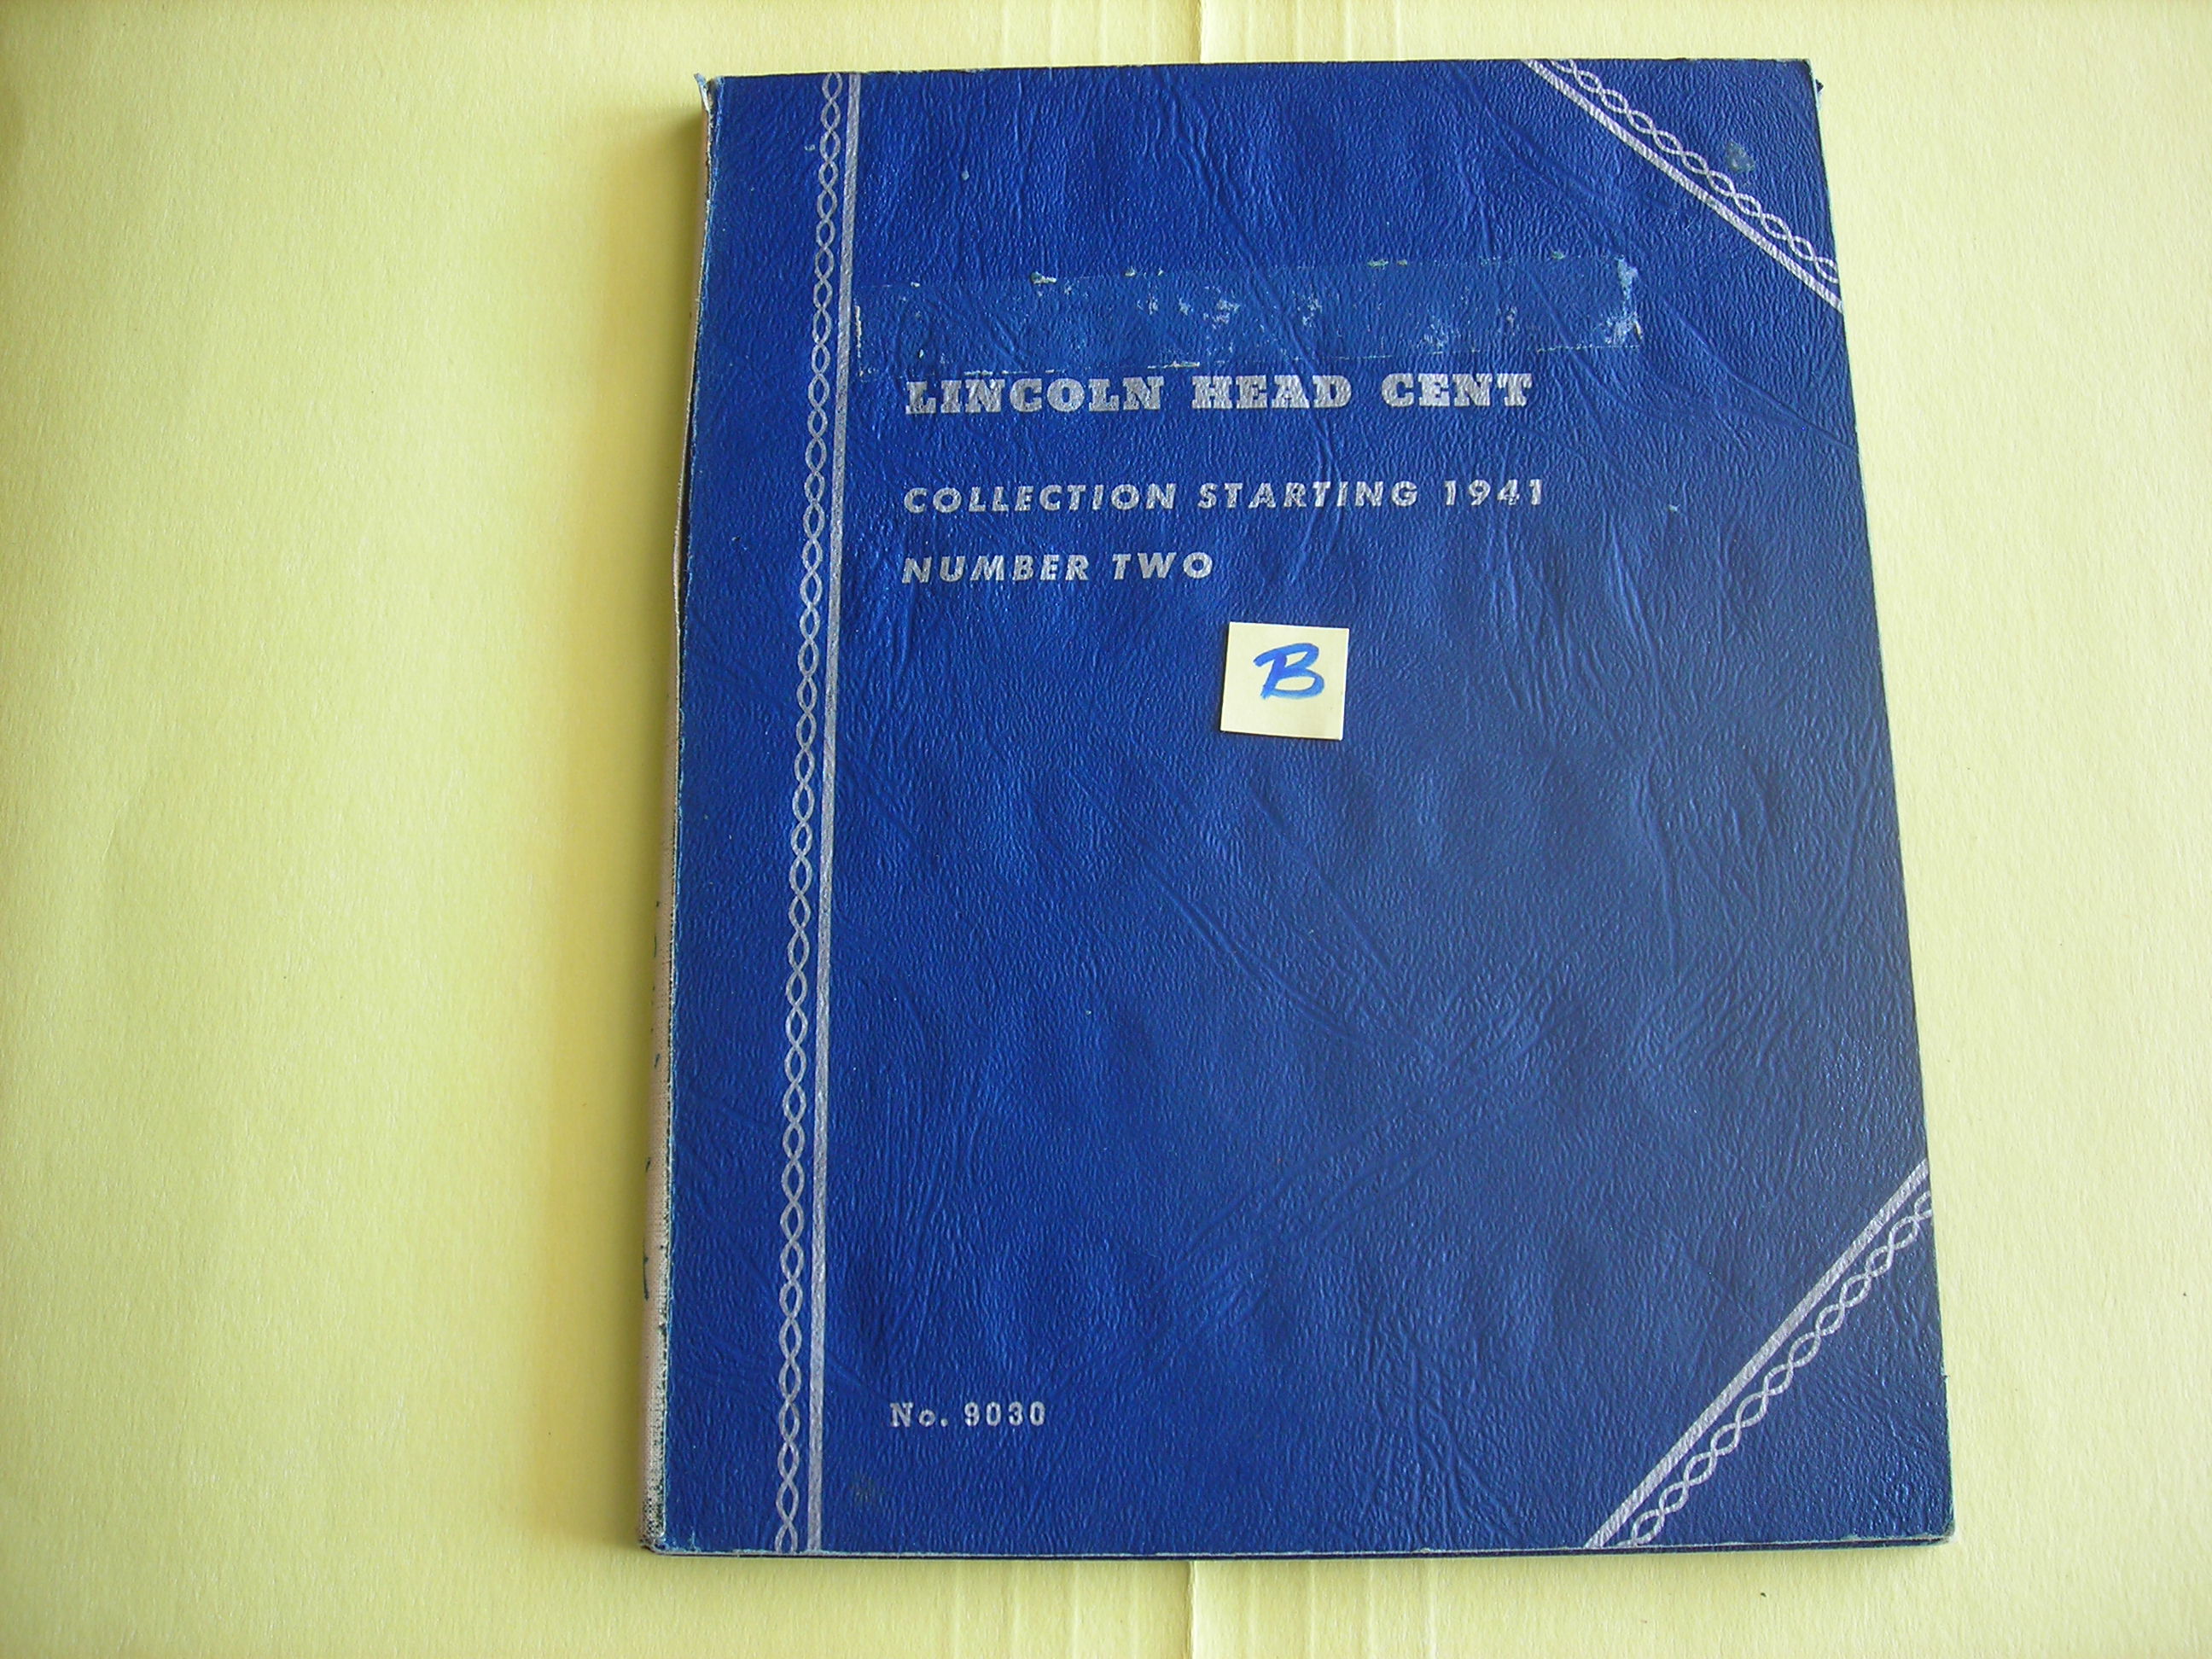 LINCOLN HEAD CENT
COLLECTION STARTING 1941
NUMBER TWO
B
No. 9030